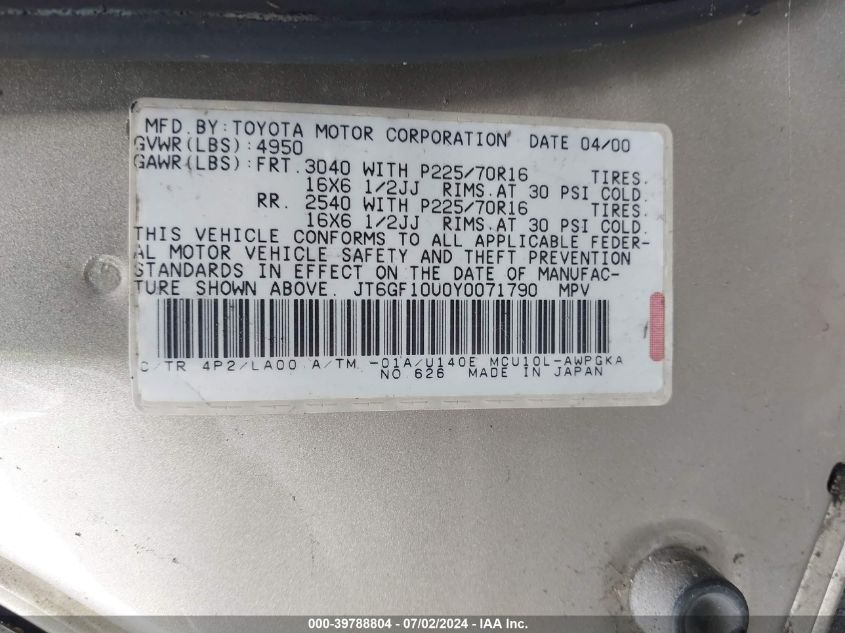 MFD. BY: TOYOTA MOTOR CORPORATION DATE 04/00
GVWR(LBS): 4950
GAWR(LBS): FRT. 3040 WITH P225/70R16 TIRES.
16X6 1/2JJ RIMS. AT 30 PSI COLD.
RR. 2540 WITH P225/70R16 TIRES.
16X6 1/2JJ RIMS. AT 30 PSI COLD.
THIS VEHICLE CONFORMS TO ALL APPLICABLE FEDER-
AL MOTOR VEHICLE SAFETY AND THEFT PREVENTION
STANDARDS IN EFFECT ON THE DATE OF MANUFAC-
TURE SHOWN ABOVE. JT6GF10U0Y0071790 MPV
C/TR 4P2/LA00 A/TM -01A/U140E MCU10L-AWPGKA
NO 626 MADE IN JAPAN
000-39788804 - 07/02/2024 - IAA Inc.